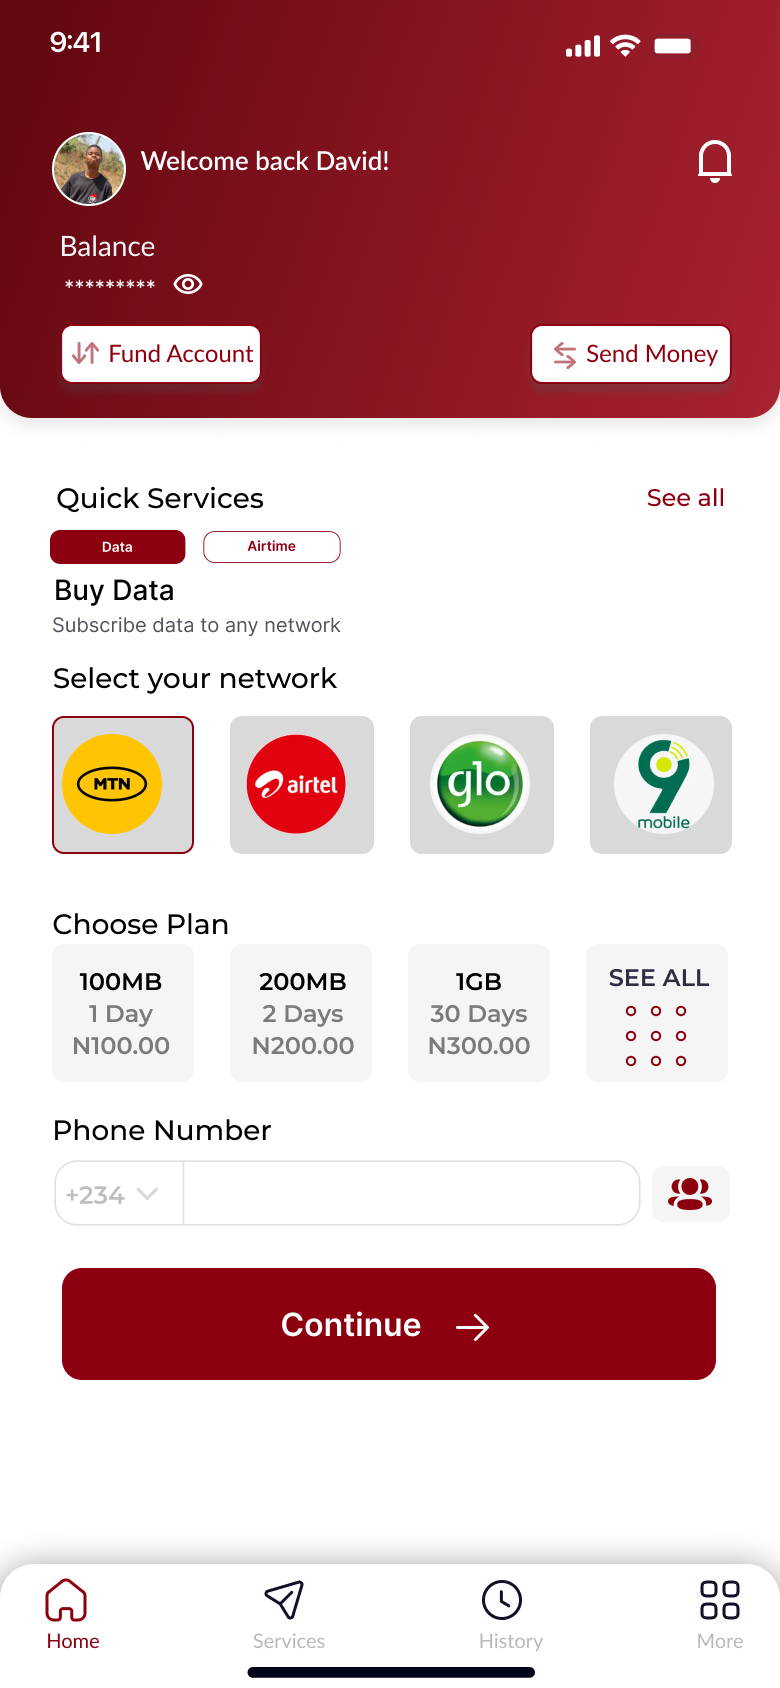 9:41
Welcome back David!
Balance
*********
Fund Account
Send Money
Quick Services
See all
Data
Airtime
Buy Data
Subscribe data to any network
Select your network
MTN
airtel
glo
9
mobile
Choose Plan
100MB
1 Day
N100.00
200MB
2 Days
N200.00
1GB
30 Days
N300.00
SEE ALL
Phone Number
+234
Continue
Home
Services
History
More